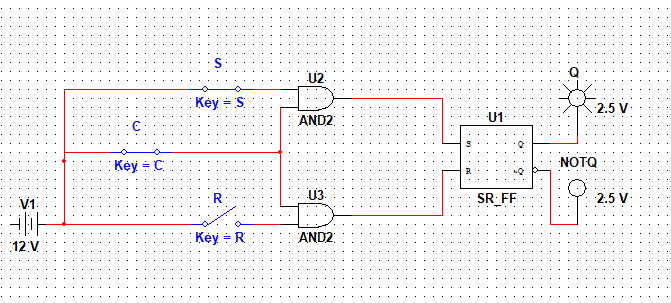 S
Key = S
U2
AND2
C
Key = C
V1
12 V
R
Key = R
U3
AND2
U1
S
Q
R
~Q
SR_FF
Q
2.5 V
NOTQ
2.5 V